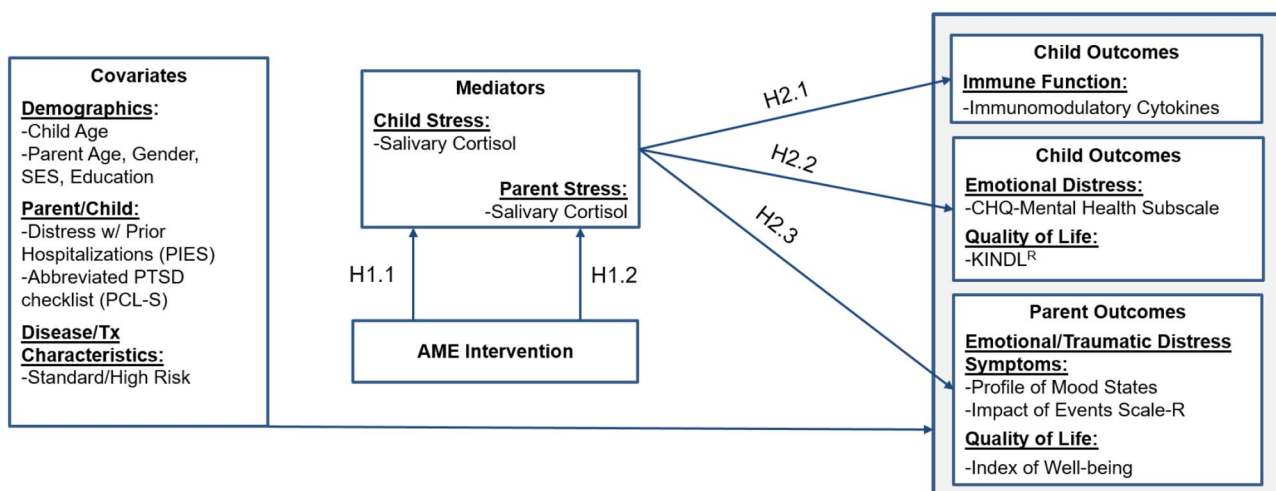 Covariates
Demographics:
-Child Age
-Parent Age, Gender,
SES, Education
Parent/Child:
-Distress w/ Prior
Hospitalizations (PIES)
-Abbreviated PTSD
checklist (PCL-S)
Disease/Tx
Characteristics:
-Standard/High Risk
Mediators
Child Stress:
-Salivary Cortisol
Parent Stress:
-Salivary Cortisol
H1.1
H1.2
AME Intervention
H2.1
H2.2
H2.3
Child Outcomes
Immune Function:
-Immunomodulatory Cytokines
Child Outcomes
Emotional Distress:
-CHQ-Mental Health Subscale
Quality of Life:
-KINDLᴿ
Parent Outcomes
Emotional/Traumatic Distress
Symptoms:
-Profile of Mood States
-Impact of Events Scale-R
Quality of Life:
-Index of Well-being